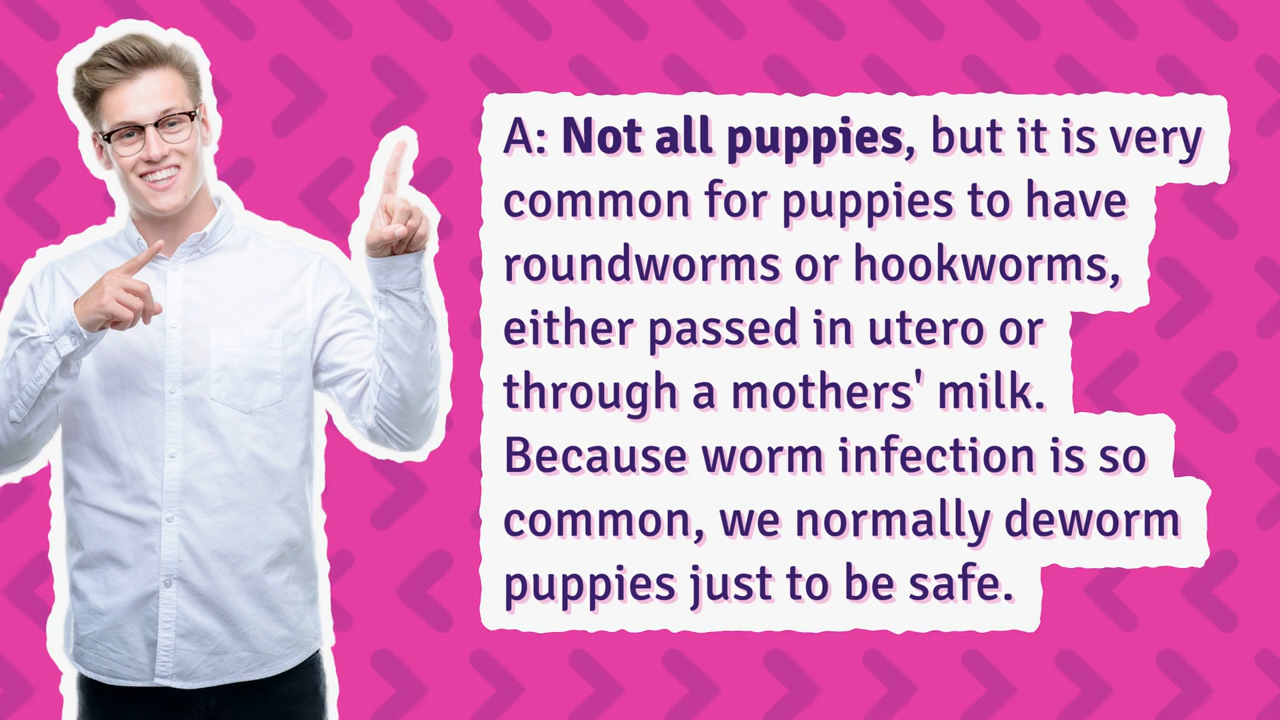 A: Not all puppies, but it is very
common for puppies to have
roundworms or hookworms,
either passed in utero or
through a mothers' milk.
Because worm infection is so
common, we normally deworm
puppies just to be safe.